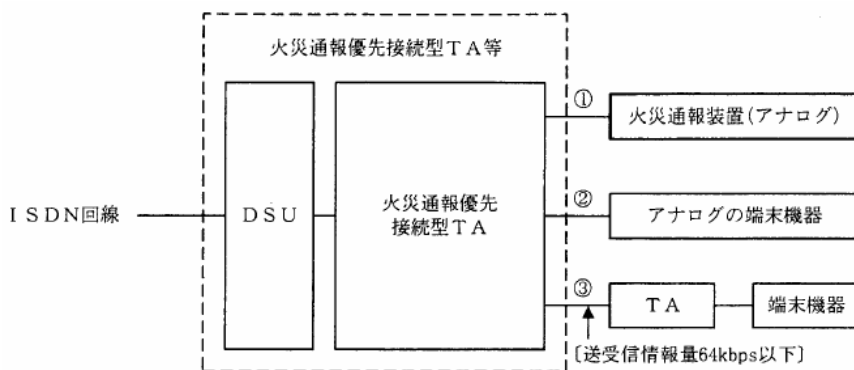 火災通報優先接続型TA等
①
火災通報装置(アナログ)
ISDN回線
DSU
火災通報優先
接続型TA
②
アナログの端末機器
③
TA
端末機器
〔送受信情報量64kbps以下〕